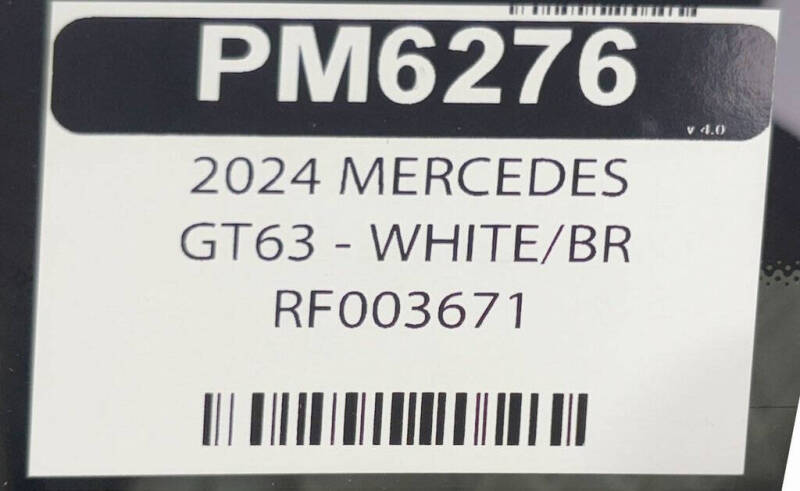 PM6276
v 4.0
2024 MERCEDES
GT63 - WHITE/BR
RF003671